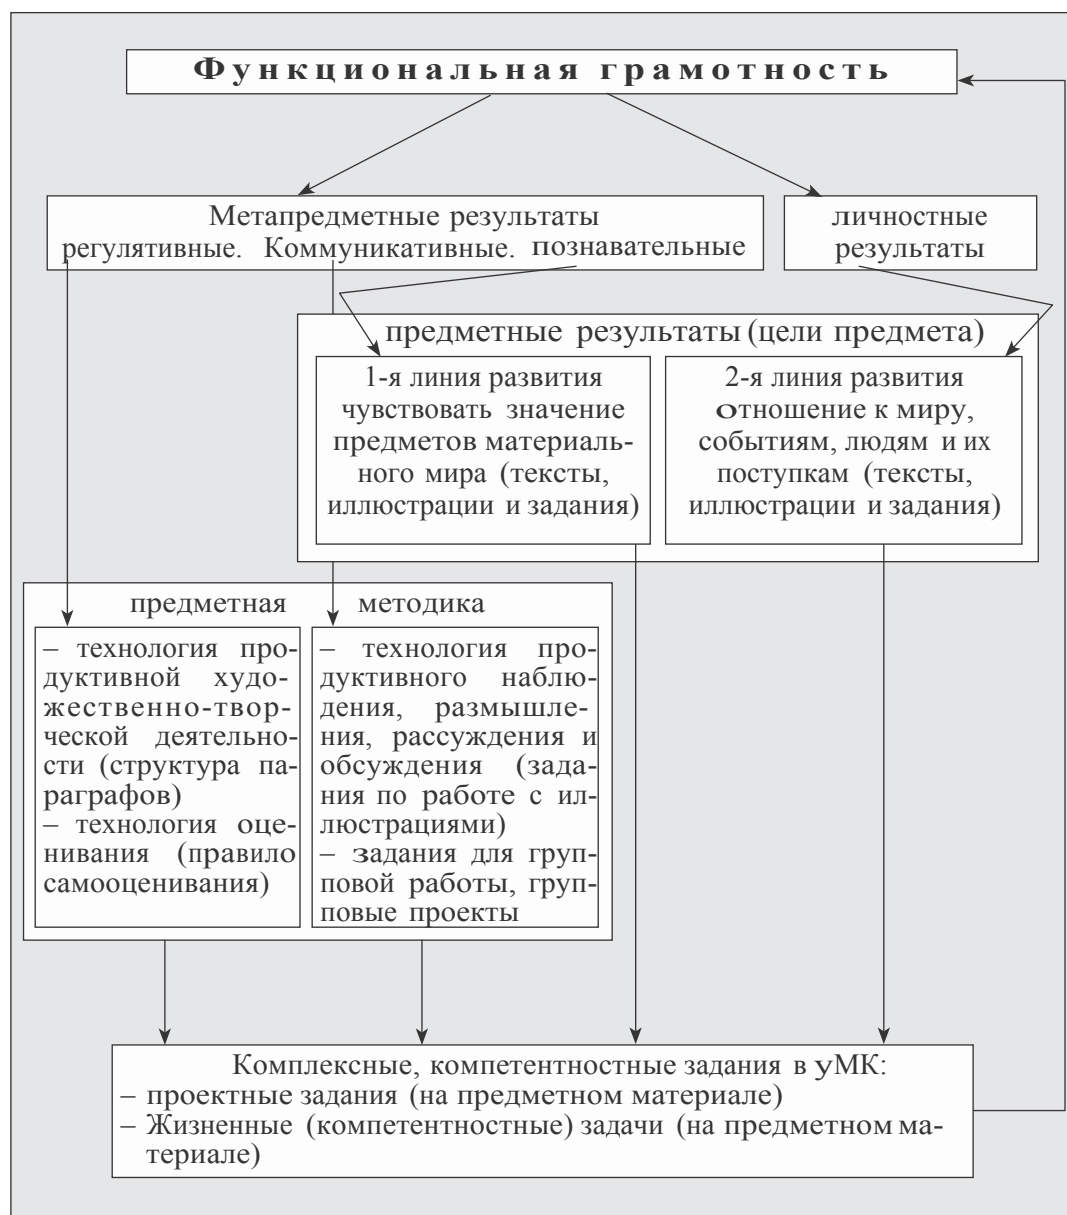 Функциональная грамотность
Метапредметные результаты
регулятивные. Коммуникативные. познавательные
личностные
результаты
предметные результаты (цели предмета)
1-я линия развития
чувствовать значение
предметов материаль-
ного мира (тексты,
иллюстрации и задания)
2-я линия развития
отношение к миру,
событиям, людям и их
поступкам (тексты,
иллюстрации и задания)
предметная методика
– технология про-
дуктивной худо-
жественно-твор-
ческой деятельно-
сти (структура па-
раграфов)
– технология оце-
нивания (правило
самооценивания)
– технология про-
дуктивного наблю-
дения, размышле-
ния, рассуждения и
обсуждения (зада-
ния по работе с ил-
люстрациями)
– задания для груп-
повой работы, груп-
повые проекты
Комплексные, компетентностные задания в уМК:
– проектные задания (на предметном материале)
– Жизненные (компетентностные) задачи (на предметном ма-
териале)